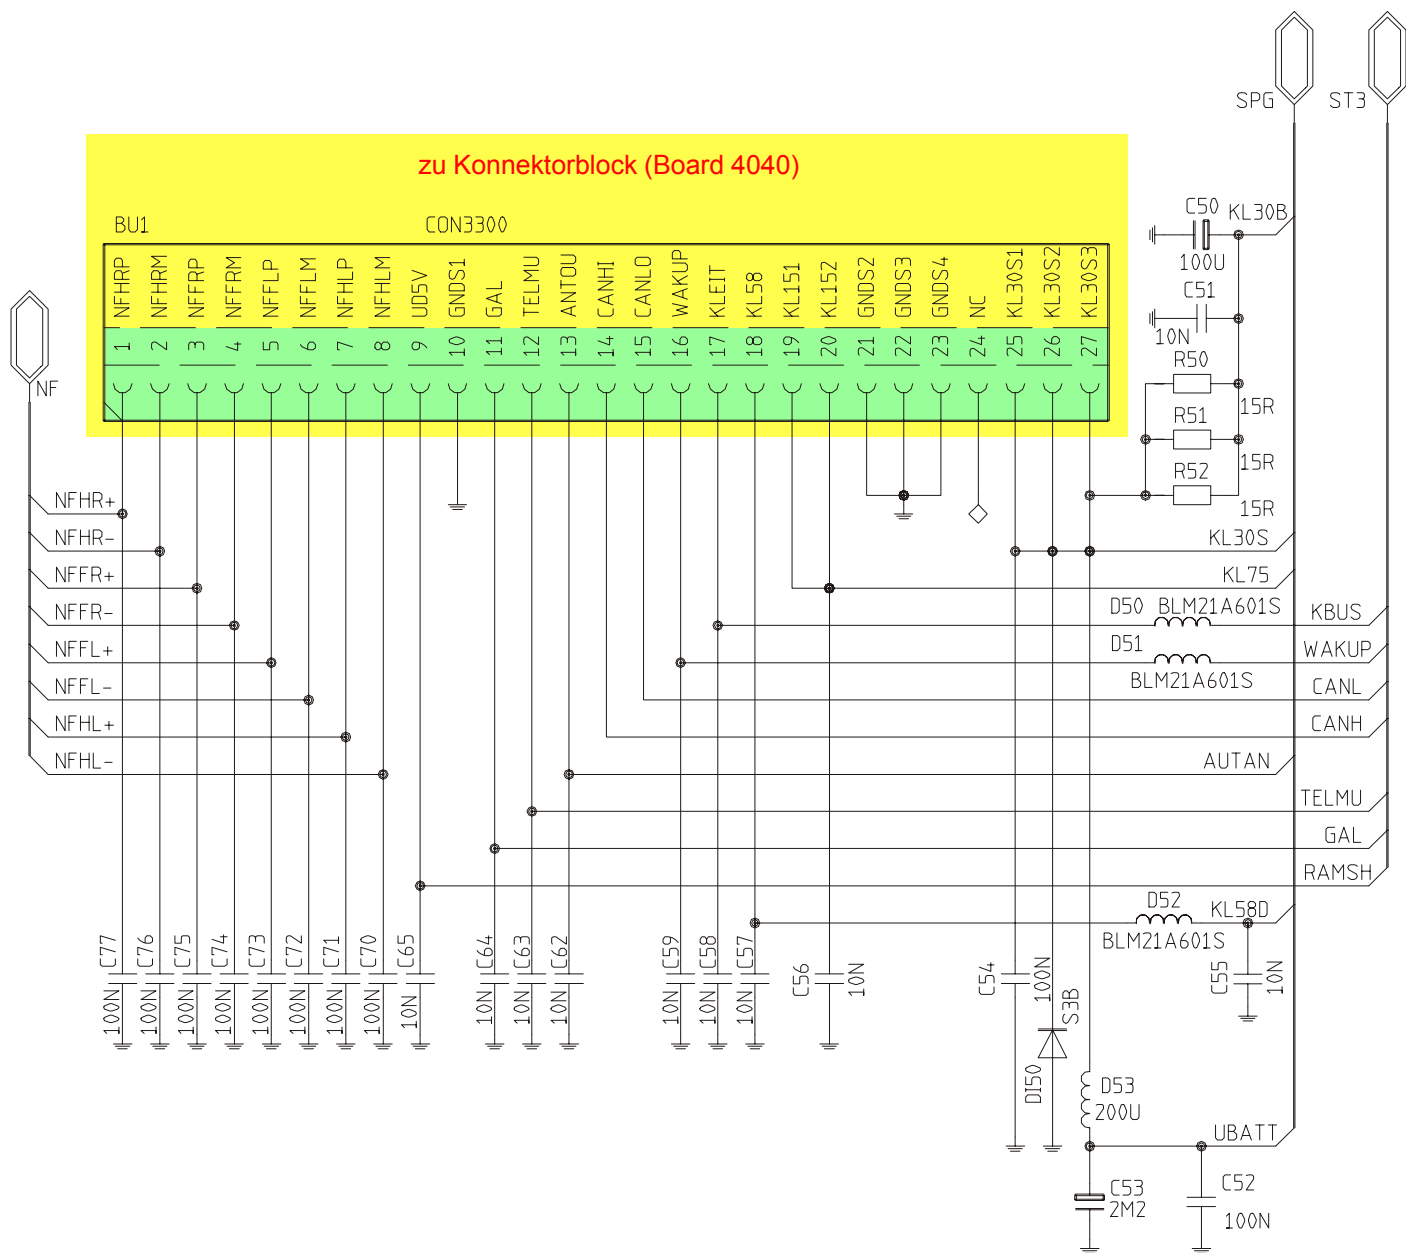 SPG
ST3
zu Konnektorblock (Board 4040)
BU1
CON3300
C50
KL30B
100U
C51
10N
NFHRP
NFHRM
NFFRP
NFFRM
NFFLP
NFFLM
NFHLP
NFHLM
UD5V
GNDS1
GAL
TELMU
ANTOU
CANHI
CANLO
WAKUP
KLEIT
KL58
KL151
KL152
GNDS2
GNDS3
GNDS4
NC
KL30S1
KL30S2
KL30S3
1
2
3
4
5
6
7
8
9
10
11
12
13
14
15
16
17
18
19
20
21
22
23
24
25
26
27
NF
R50
15R
R51
15R
R52
15R
NFHR+
NFHR-
NFFR+
NFFR-
NFFL+
NFFL-
NFHL+
NFHL-
KL30S
KL75
D50 BLM21A601S
KBUS
D51
BLM21A601S
WAKUP
CANL
CANH
AUTAN
TELMU
GAL
RAMSH
D52
BLM21A601S
KL58D
C77
100N
C76
100N
C75
100N
C74
100N
C73
100N
C72
100N
C71
100N
C70
100N
C65
10N
C64
10N
C63
10N
C62
10N
C59
10N
C58
10N
C57
10N
C56
10N
C54
100N
C55
10N
S3B
DI50
D53
200U
UBATT
C53
2M2
C52
100N